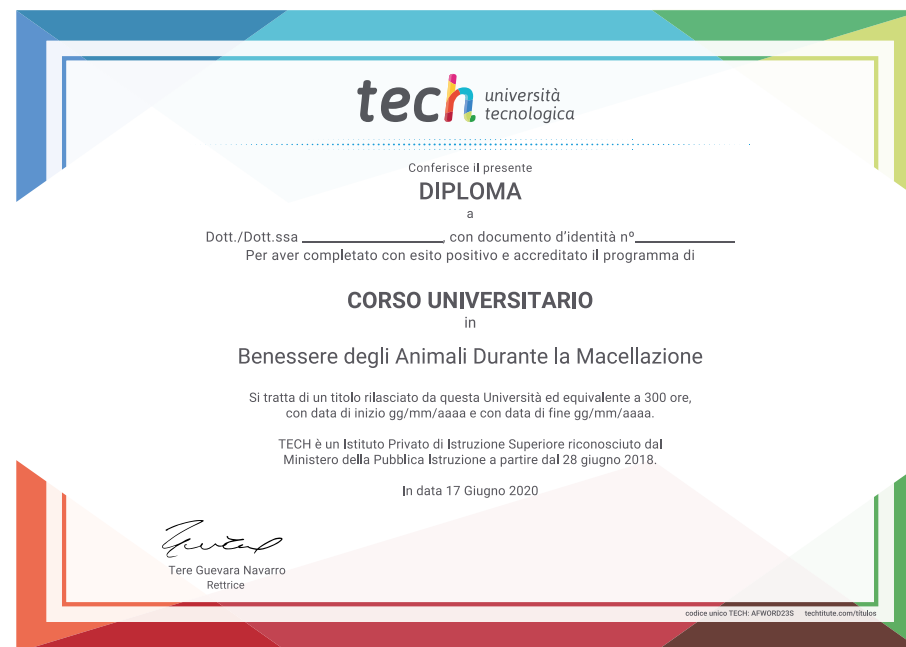 tech università
tecnologica
Conferisce il presente
DIPLOMA
a
Dott./Dott.ssa ____________________, con documento d'identità nº______________
Per aver completato con esito positivo e accreditato il programma di
CORSO UNIVERSITARIO
in
Benessere degli Animali Durante la Macellazione
Si tratta di un titolo rilasciato da questa Università ed equivalente a 300 ore,
con data di inizio gg/mm/aaaa e con data di fine gg/mm/aaaa.
TECH è un Istituto Privato di Istruzione Superiore riconosciuto dal
Ministero della Pubblica Istruzione a partire dal 28 giugno 2018.
In data 17 Giugno 2020
Tere Guevara Navarro
Rettrice
codice unico TECH: AFWORD23S techtitute.com/titulos